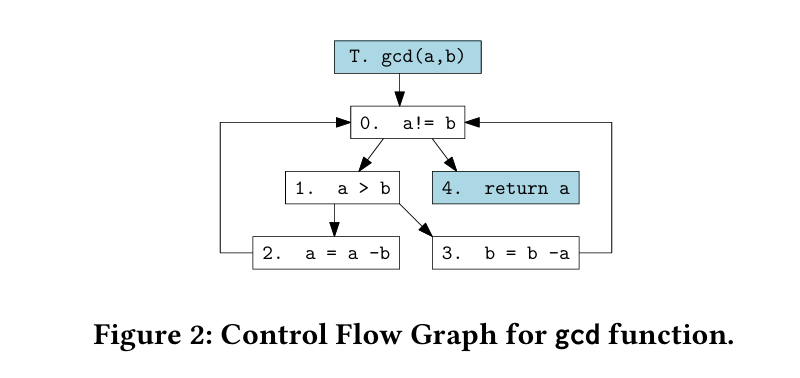 T. gcd(a,b)
0. a!= b
1. a > b
4. return a
2. a = a -b
3. b = b -a
Figure 2: Control Flow Graph for gcd function.